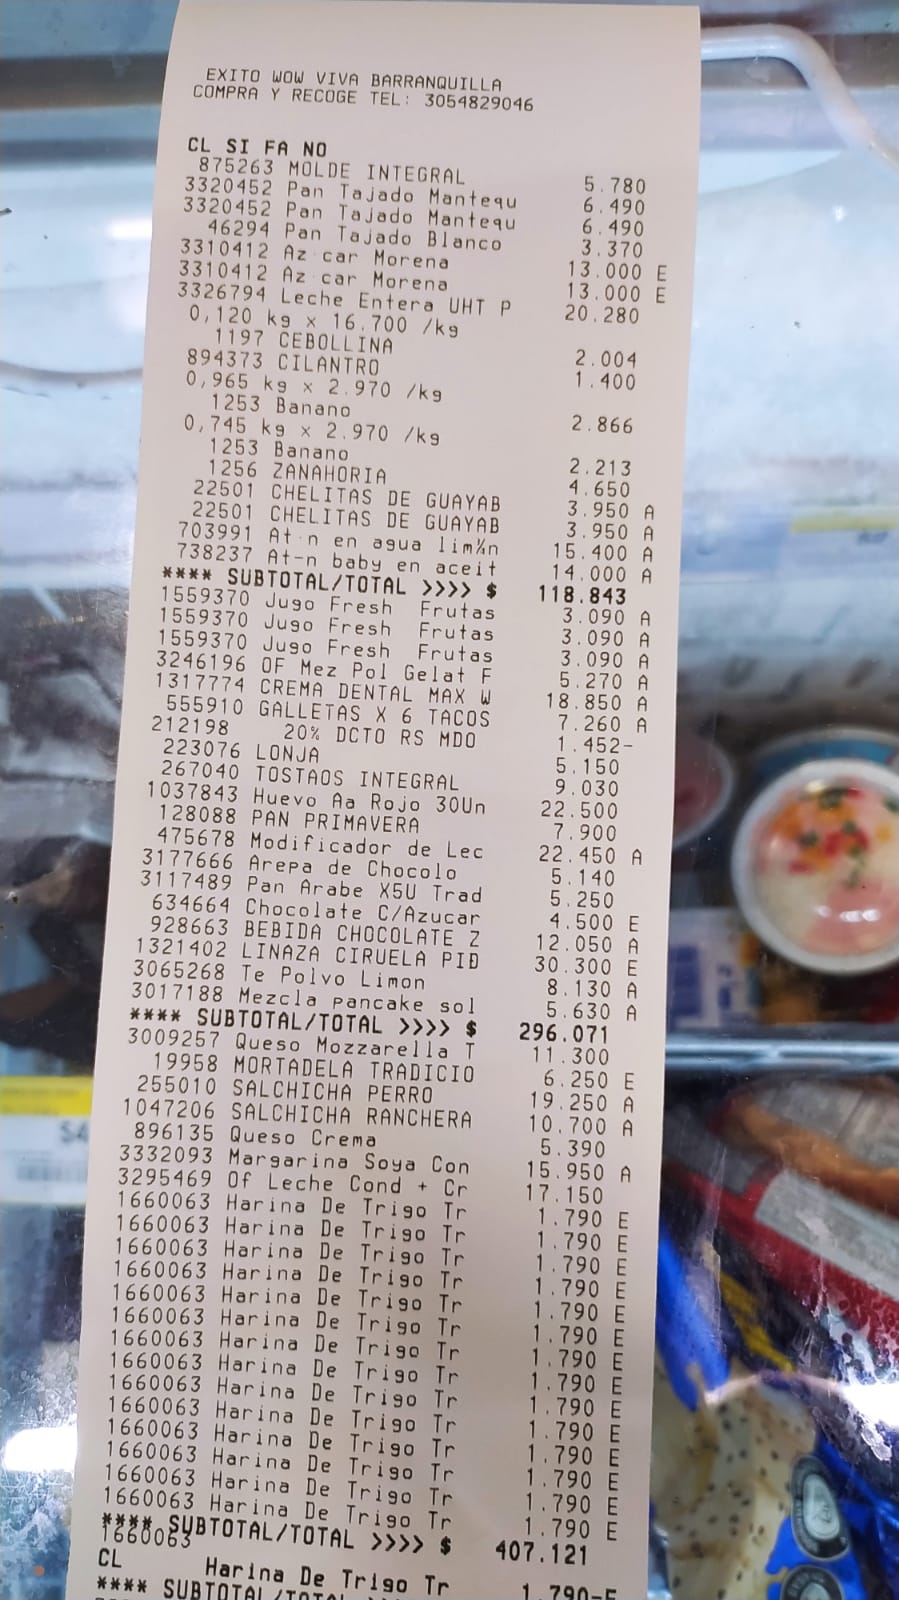 EXITO WOW VIVA BARRANQUILLA
COMPRA Y RECOGE TEL: 3054829046
CL SI FA NO
875263 MOLDE INTEGRAL 5.780
3320452 Pan Tajado Mantequ 6.490
3320452 Pan Tajado Mantequ 6.490
46294 Pan Tajado Blanco 3.370
3310412 Az car Morena 13.000 E
3310412 Az car Morena 13.000 E
3326794 Leche Entera UHT P 20.280
0,120 kg x 16.700 /kg
1197 CEBOLLINA 2.004
894373 CILANTRO 1.400
0,965 kg x 2.970 /kg
1253 Banano 2.866
0,745 kg x 2.970 /kg
1253 Banano 2.213
1256 ZANAHORIA 4.650
22501 CHELITAS DE GUAYAB 3.950 A
22501 CHELITAS DE GUAYAB 3.950 A
703991 At n en agua lim¾n 15.400 A
738237 At-n baby en aceit 14.000 A
**** SUBTOTAL/TOTAL >>>> $ 118.843
1559370 Jugo Fresh Frutas 3.090 A
1559370 Jugo Fresh Frutas 3.090 A
1559370 Jugo Fresh Frutas 3.090 A
3246196 OF Mez Pol Gelat F 5.270 A
1317774 CREMA DENTAL MAX W 18.850 A
555910 GALLETAS X 6 TACOS 7.260 A
212198 20% DCTO RS MDO 1.452-
223076 LONJA 5.150
267040 TOSTAOS INTEGRAL 9.030
1037843 Huevo Aa Rojo 30Un 22.500
128088 PAN PRIMAVERA 7.900
475678 Modificador de Lec 22.450 A
3177666 Arepa de Chocolo 5.140
3117489 Pan Arabe X5U Trad 5.250
634664 Chocolate C/Azucar 4.500 E
928663 BEBIDA CHOCOLATE Z 12.050 A
1321402 LINAZA CIRUELA PID 30.300 E
3065268 Te Polvo Limon 8.130 A
3017188 Mezcla pancake sol 5.630 A
**** SUBTOTAL/TOTAL >>>> $ 296.071
3009257 Queso Mozzarella T 11.300
19958 MORTADELA TRADICIO 6.250 E
255010 SALCHICHA PERRO 19.250 A
1047206 SALCHICHA RANCHERA 10.700 A
896135 Queso Crema 5.390
3332093 Margarina Soya Con 15.950 A
3295469 Of Leche Cond + Cr 17.150
1660063 Harina De Trigo Tr 1.790 E
1660063 Harina De Trigo Tr 1.790 E
1660063 Harina De Trigo Tr 1.790 E
1660063 Harina De Trigo Tr 1.790 E
1660063 Harina De Trigo Tr 1.790 E
1660063 Harina De Trigo Tr 1.790 E
1660063 Harina De Trigo Tr 1.790 E
1660063 Harina De Trigo Tr 1.790 E
1660063 Harina De Trigo Tr 1.790 E
1660063 Harina De Trigo Tr 1.790 E
1660063 Harina De Trigo Tr 1.790 E
1660063 Harina De Trigo Tr 1.790 E
1660063 Harina De Trigo Tr 1.790 E
1660063 Harina De Trigo Tr 1.790 E
**** SUBTOTAL/TOTAL >>>> $ 407.121
1660063
CL Harina De Trigo Tr 1.790-E
**** SUBTOTAL/TOTAL >>>>